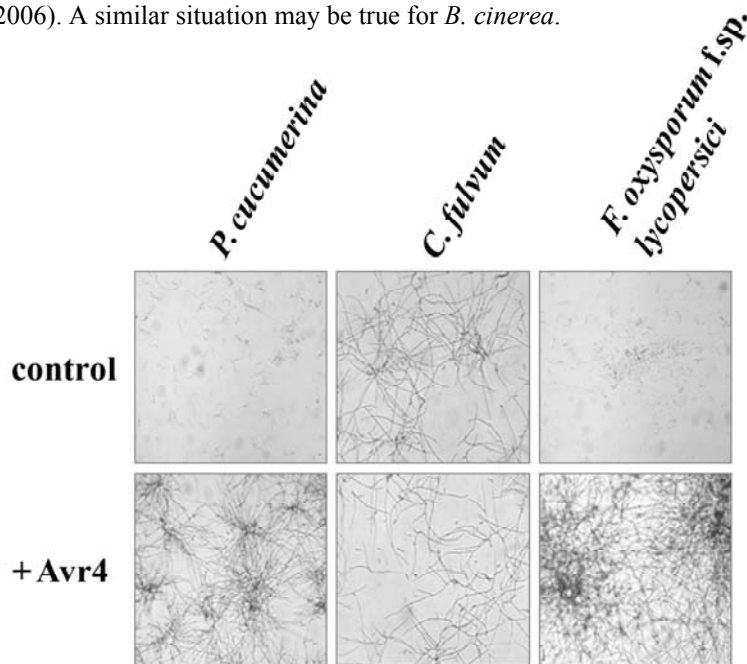 2006). A similar situation may be true for B. cinerea.
P. cucumerina
C. fulvum
F. oxysporum f.sp.
lycopersici
control
+ Avr4